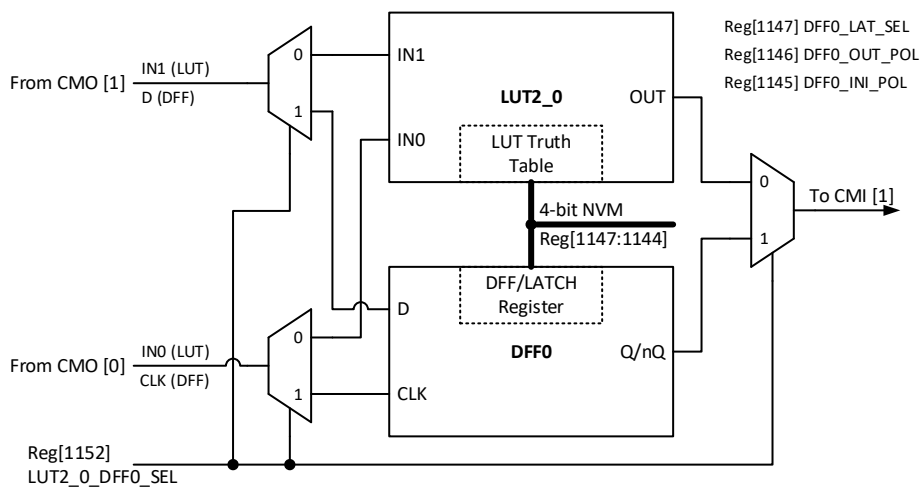 Reg[1147] DFF0_LAT_SEL
Reg[1146] DFF0_OUT_POL
Reg[1145] DFF0_INI_POL
From CMO [1]
IN1 (LUT)
D (DFF)
0
1
IN1
LUT2_0
OUT
IN0
LUT Truth
Table
4-bit NVM
Reg[1147:1144]
0
1
To CMI [1]
DFF/LATCH
Register
D
DFF0
Q/nQ
CLK
From CMO [0]
IN0 (LUT)
CLK (DFF)
0
1
Reg[1152]
LUT2_0_DFF0_SEL